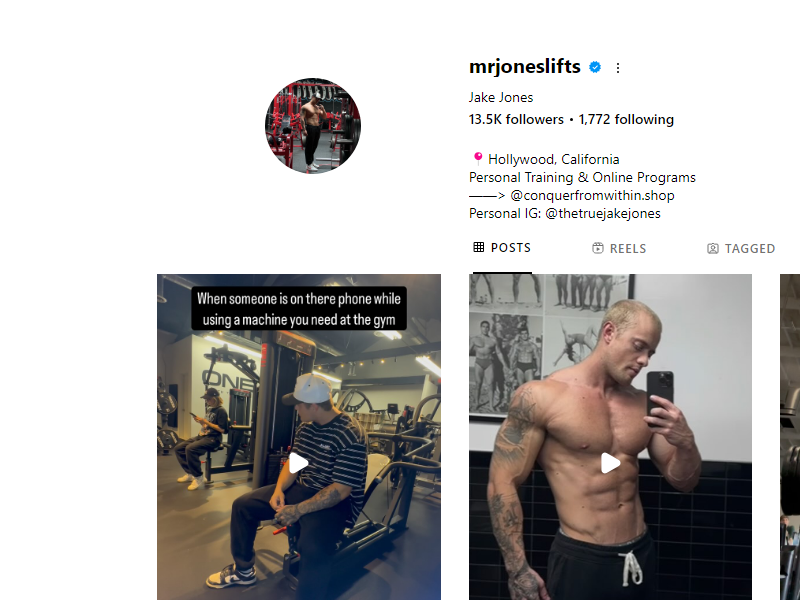 mrjoneslifts
Jake Jones
13.5K followers • 1,772 following
📍 Hollywood, California
Personal Training & Online Programs
——> @conquerfromwithin.shop
Personal IG: @thetruejakejones
POSTS
REELS
TAGGED
When someone is on there phone while
using a machine you need at the gym
ONE